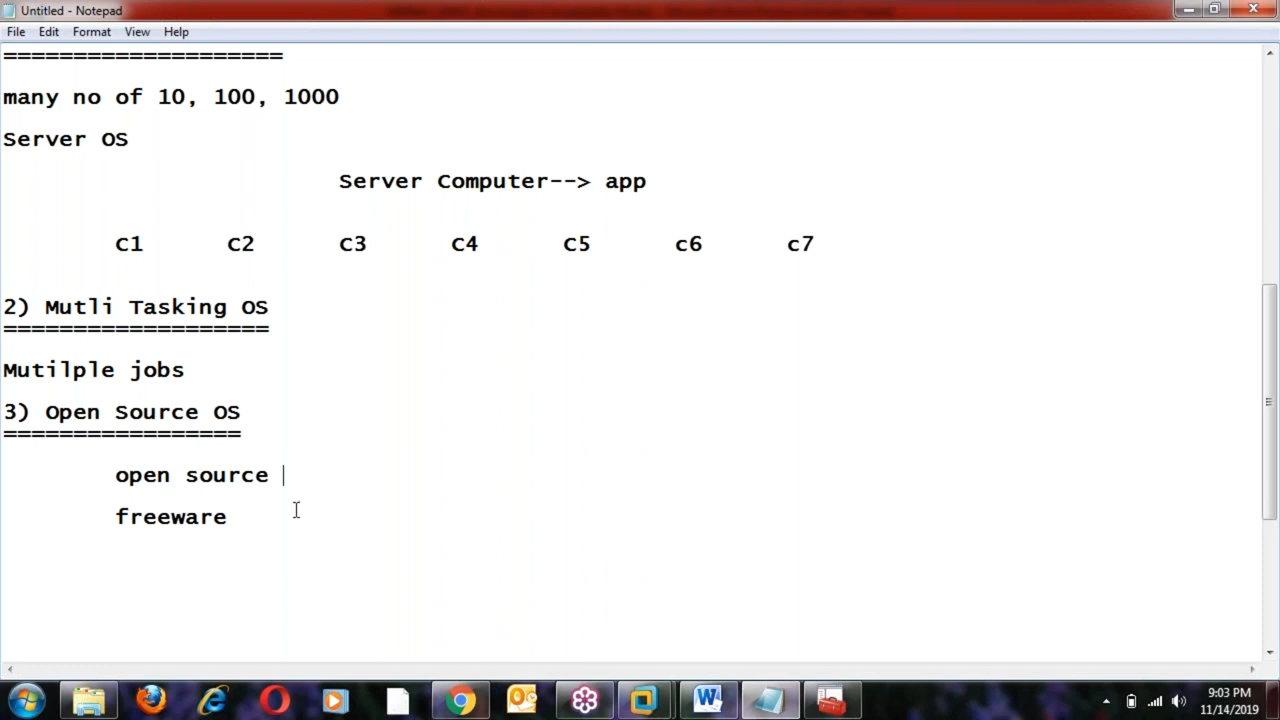 Untitled - Notepad
File Edit Format View Help
====================
many no of 10, 100, 1000
Server OS
Server Computer--> app
c1 c2 c3 c4 c5 c6 c7
2) Mutli Tasking OS
===================
Mutilple jobs
3) Open Source OS
=================
open source
freeware
9:03 PM
11/14/2019